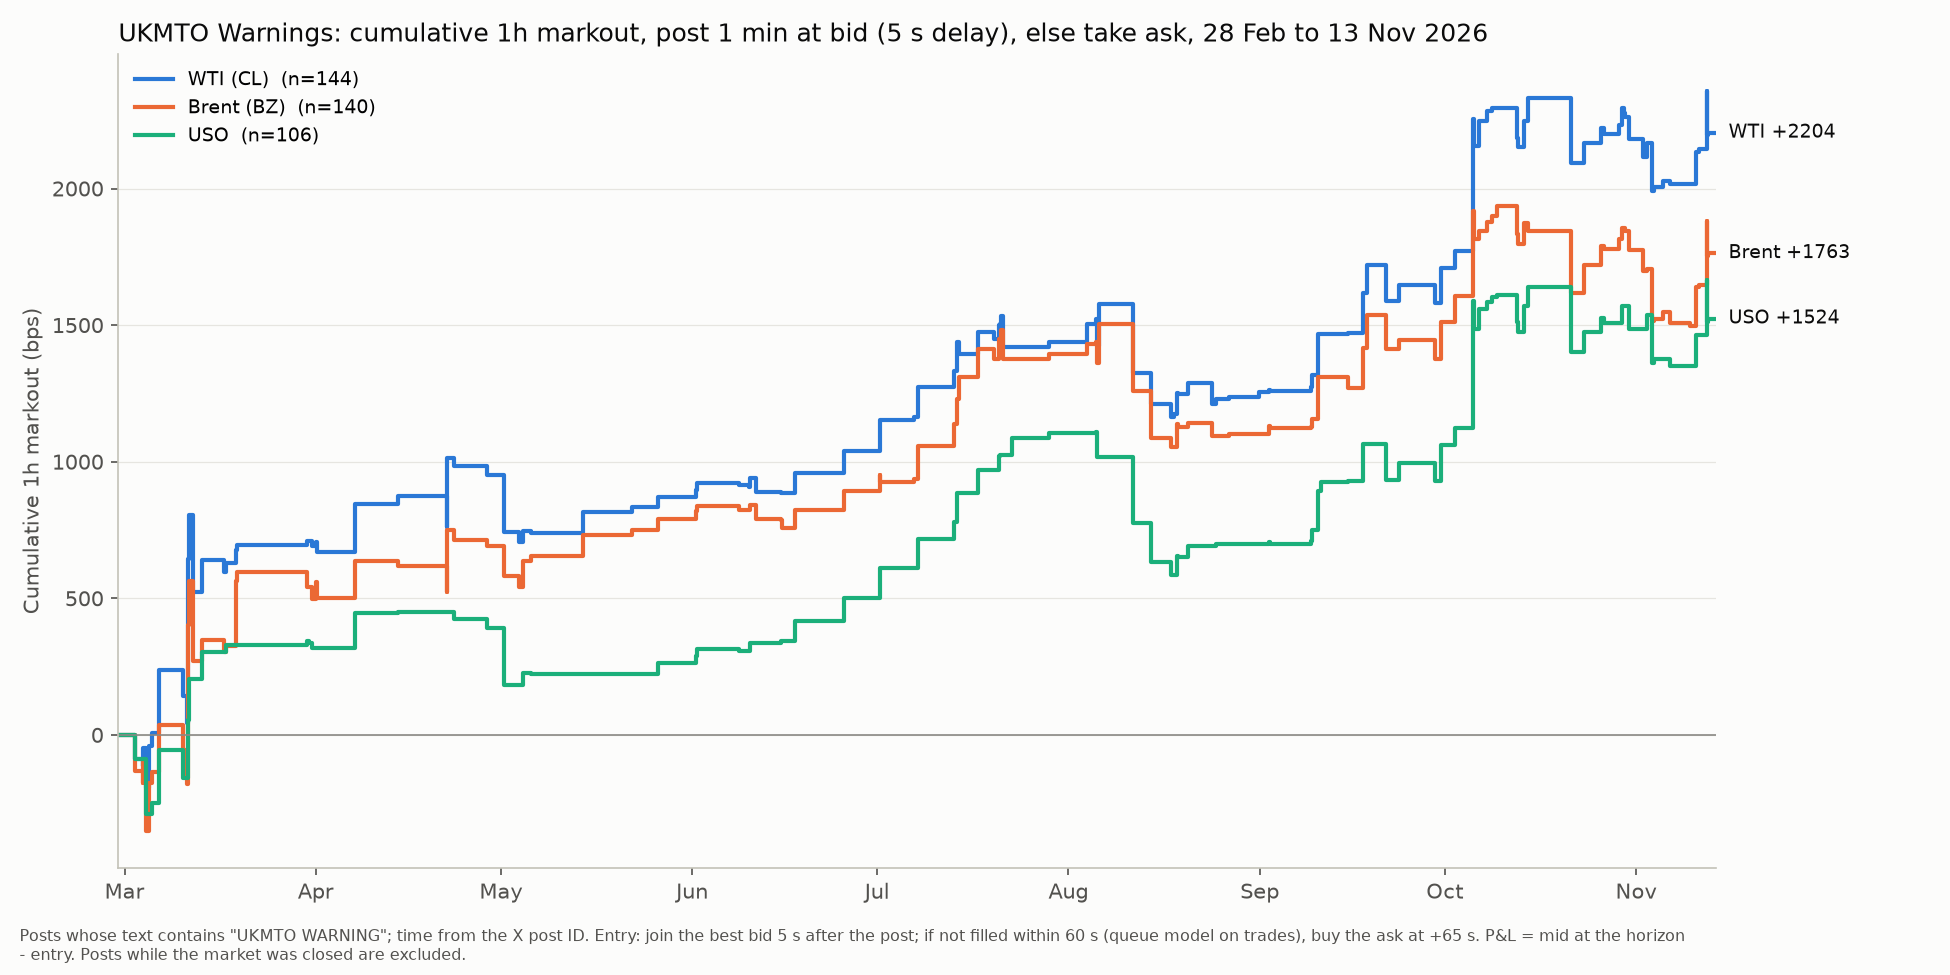 UKMTO Warnings: cumulative 1h markout, post 1 min at bid (5 s delay), else take ask, 28 Feb to 13 Nov 2026
WTI (CL) (n=144)
Brent (BZ) (n=140)
USO (n=106)
Cumulative 1h markout (bps)
2000
1500
1000
500
0
WTI +2204
Brent +1763
USO +1524
Mar Apr May Jun Jul Aug Sep Oct Nov
Posts whose text contains "UKMTO WARNING"; time from the X post ID. Entry: join the best bid 5 s after the post; if not filled within 60 s (queue model on trades), buy the ask at +65 s. P&L = mid at the horizon
- entry. Posts while the market was closed are excluded.